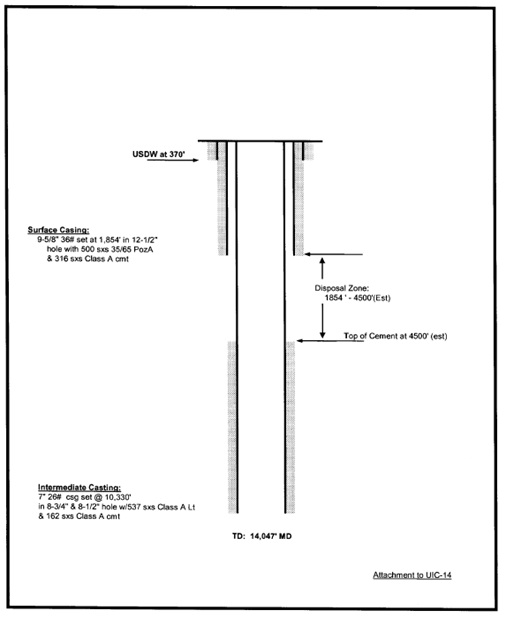 USDW at 370'
Surface Casing:
9-5/8" 36# set at 1,854' in 12-1/2"
hole with 500 sxs 35/65 PozA
& 316 sxs Class A cmt
Disposal Zone:
1854 ' - 4500'(Est)
Top of Cement at 4500' (est)
Intermediate Casting:
7" 26# csg set @ 10,330'
in 8-3/4" & 8-1/2" hole w/537 sxs Class A Lt
& 162 sxs Class A cmt
TD: 14,047' MD
Attachment to UIC-14